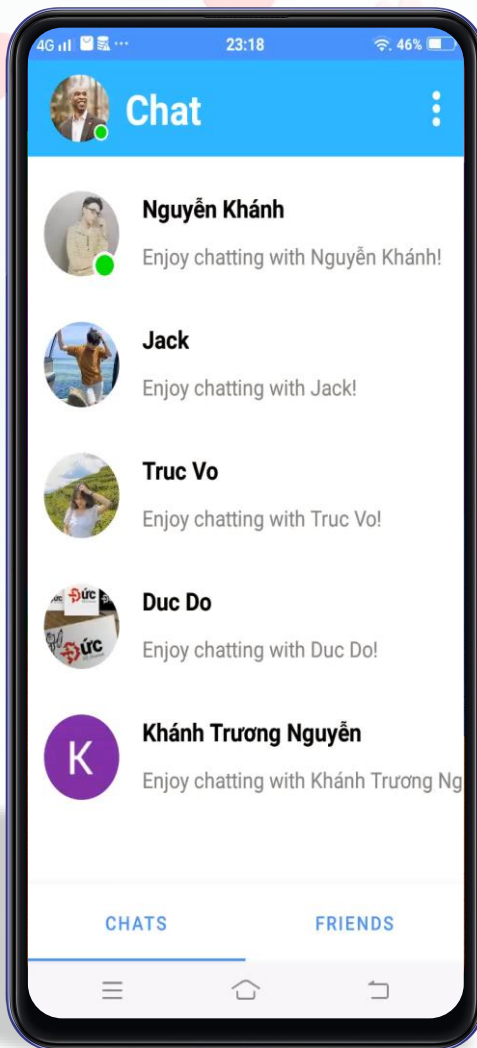 4G 23:18 46%
Chat
Nguyễn Khánh
Enjoy chatting with Nguyễn Khánh!
Jack
Enjoy chatting with Jack!
Truc Vo
Enjoy chatting with Truc Vo!
Đức
ức
Duc Do
Enjoy chatting with Duc Do!
K
Khánh Trương Nguyễn
Enjoy chatting with Khánh Trương Ng
CHATS FRIENDS